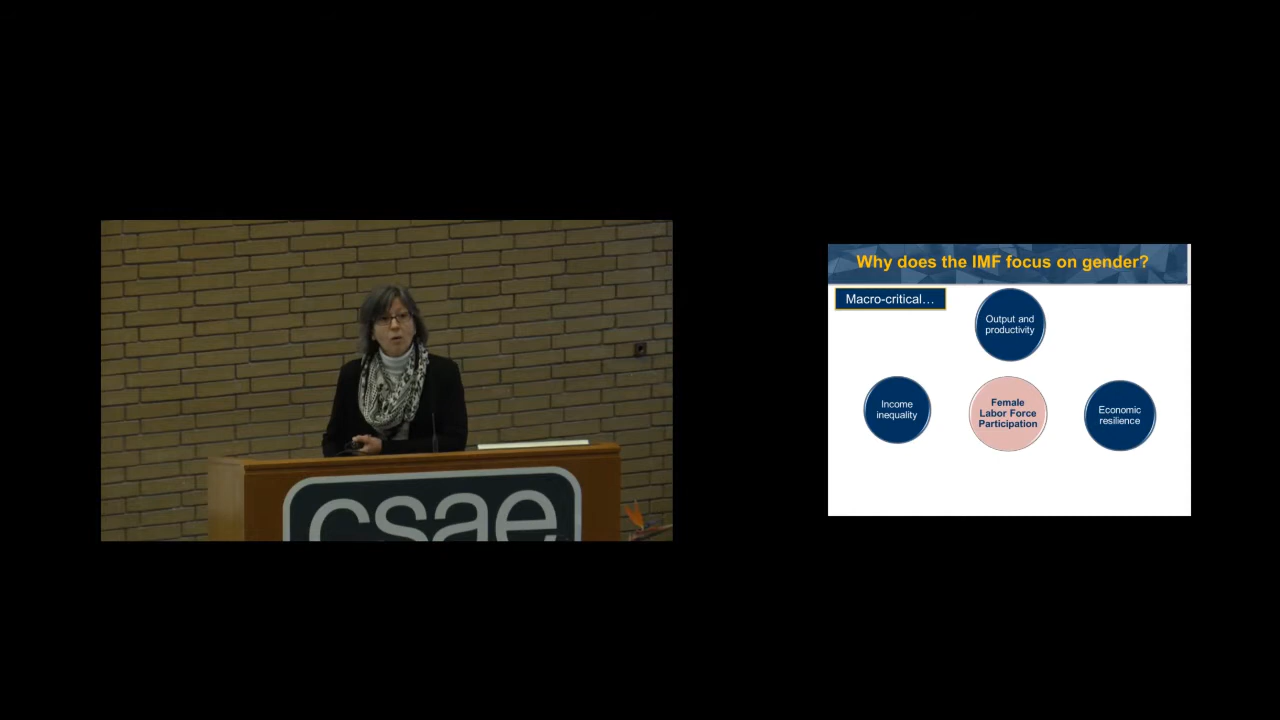 Why does the IMF focus on gender?
Macro-critical…
Output and
productivity
Income
inequality
Female
Labor Force
Participation
Economic
resilience
csae